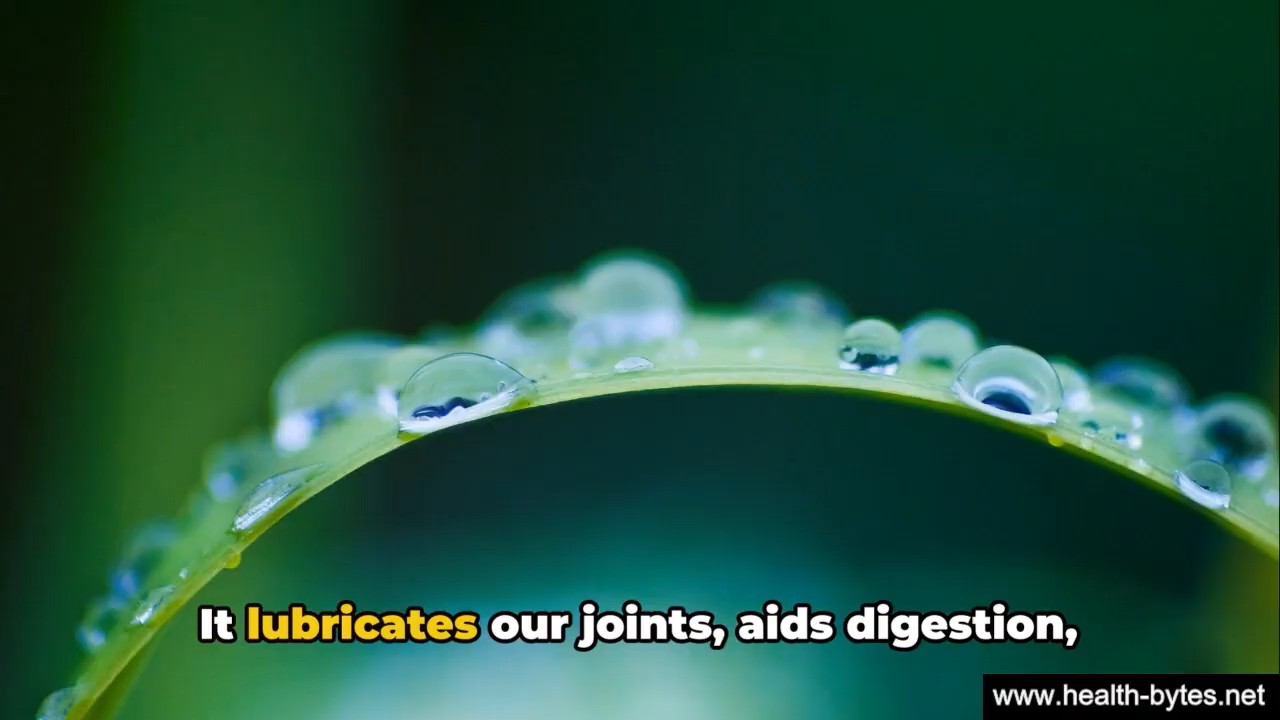 It lubricates our joints, aids digestion,
www.health-bytes.net